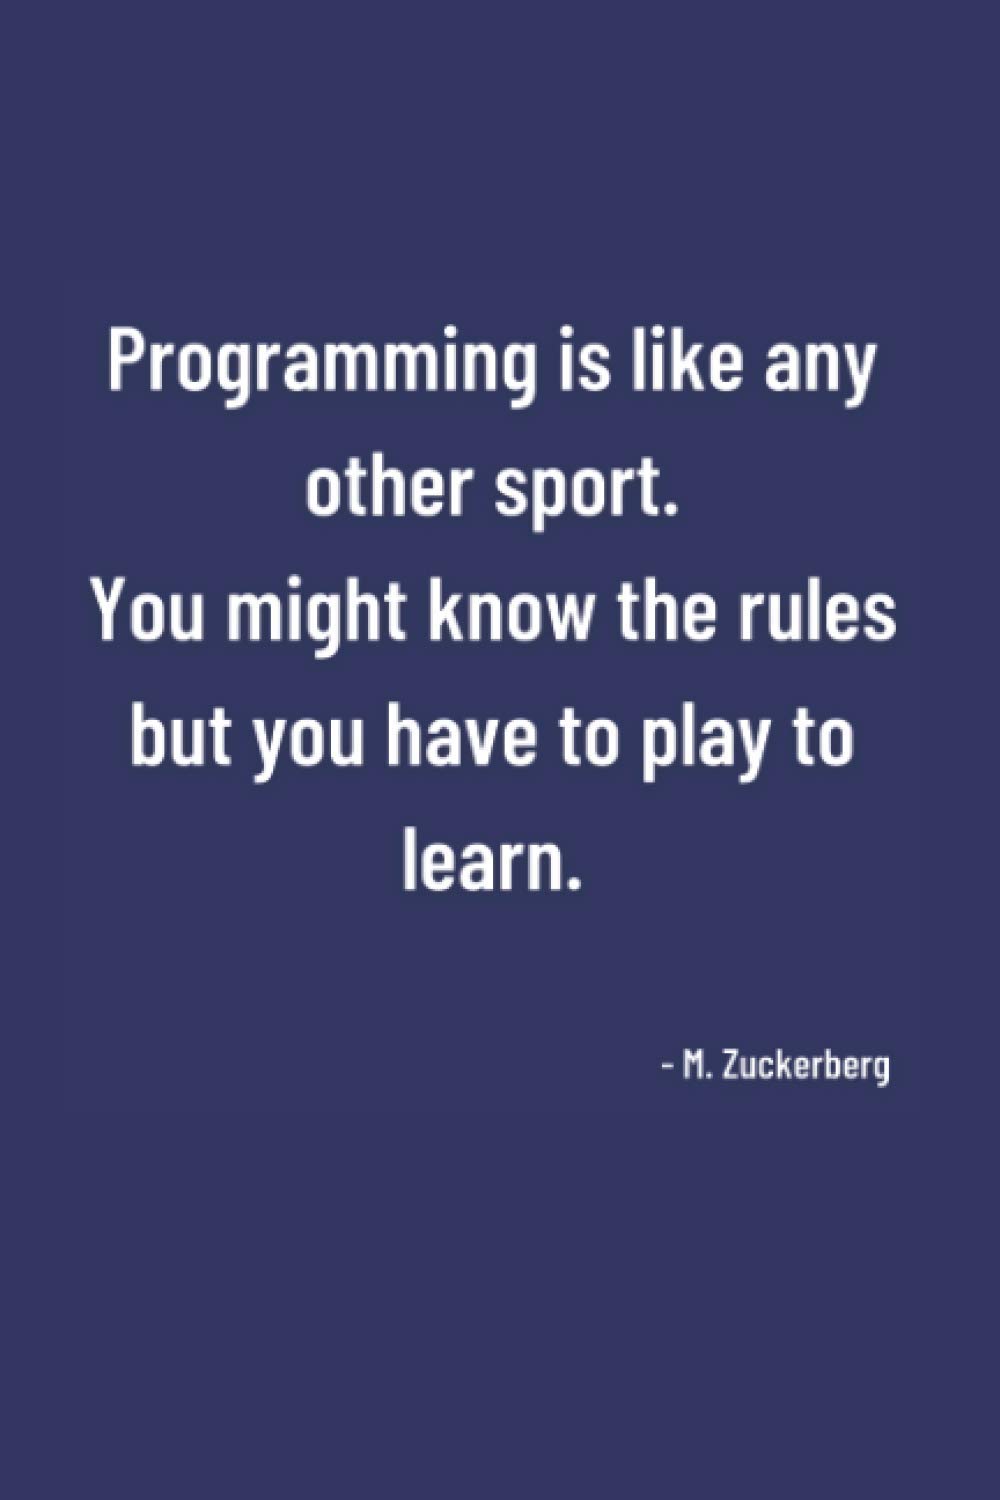 Programming is like any
other sport.
You might know the rules
but you have to play to
learn.
- M. Zuckerberg